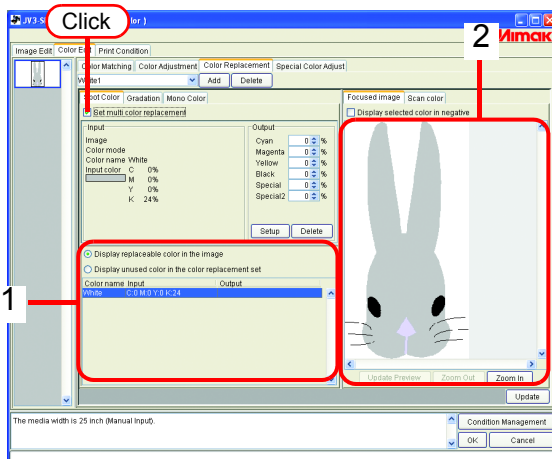 JV3-S
lor )
Click
Mimak
2
Image Edit Color Edit Print Condition
Color Matching Color Adjustment Color Replacement Special Color Adjust
White1 Add Delete
Spot Color Gradation Mono Color
Focused image Scan color
Set multi color replacement
Display selected color in negative
Input
Output
Image
Cyan 0 %
Color mode
Magenta 0 %
Color name White
Yellow 0 %
Input color C 0%
Black 0 %
M 0%
Special 0 %
Y 0%
Special2 0 %
K 24%
Setup Delete
Display replaceable color in the image
Display unused color in the color replacement set
Color name Input Output
White C:0 M:0 Y:0 K:24
1
Update Preview Zoom Out Zoom In
Update
The media width is 25 inch (Manual Input).
Condition Management
OK Cancel